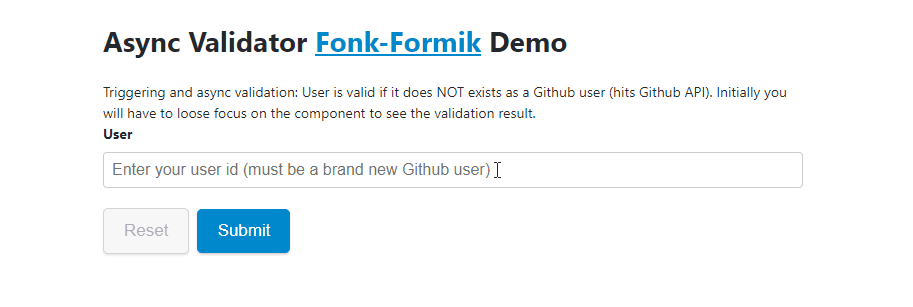 Async Validator Fonk-Formik Demo
Triggering and async validation: User is valid if it does NOT exists as a Github user (hits Github API). Initially you
will have to loose focus on the component to see the validation result.
User
Enter your user id (must be a brand new Github user)
Reset Submit